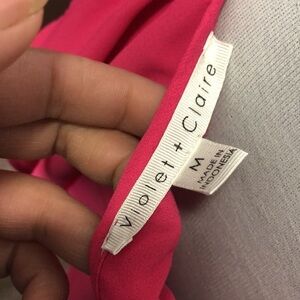 Violet + Claire
M
MADE IN
INDONESIA